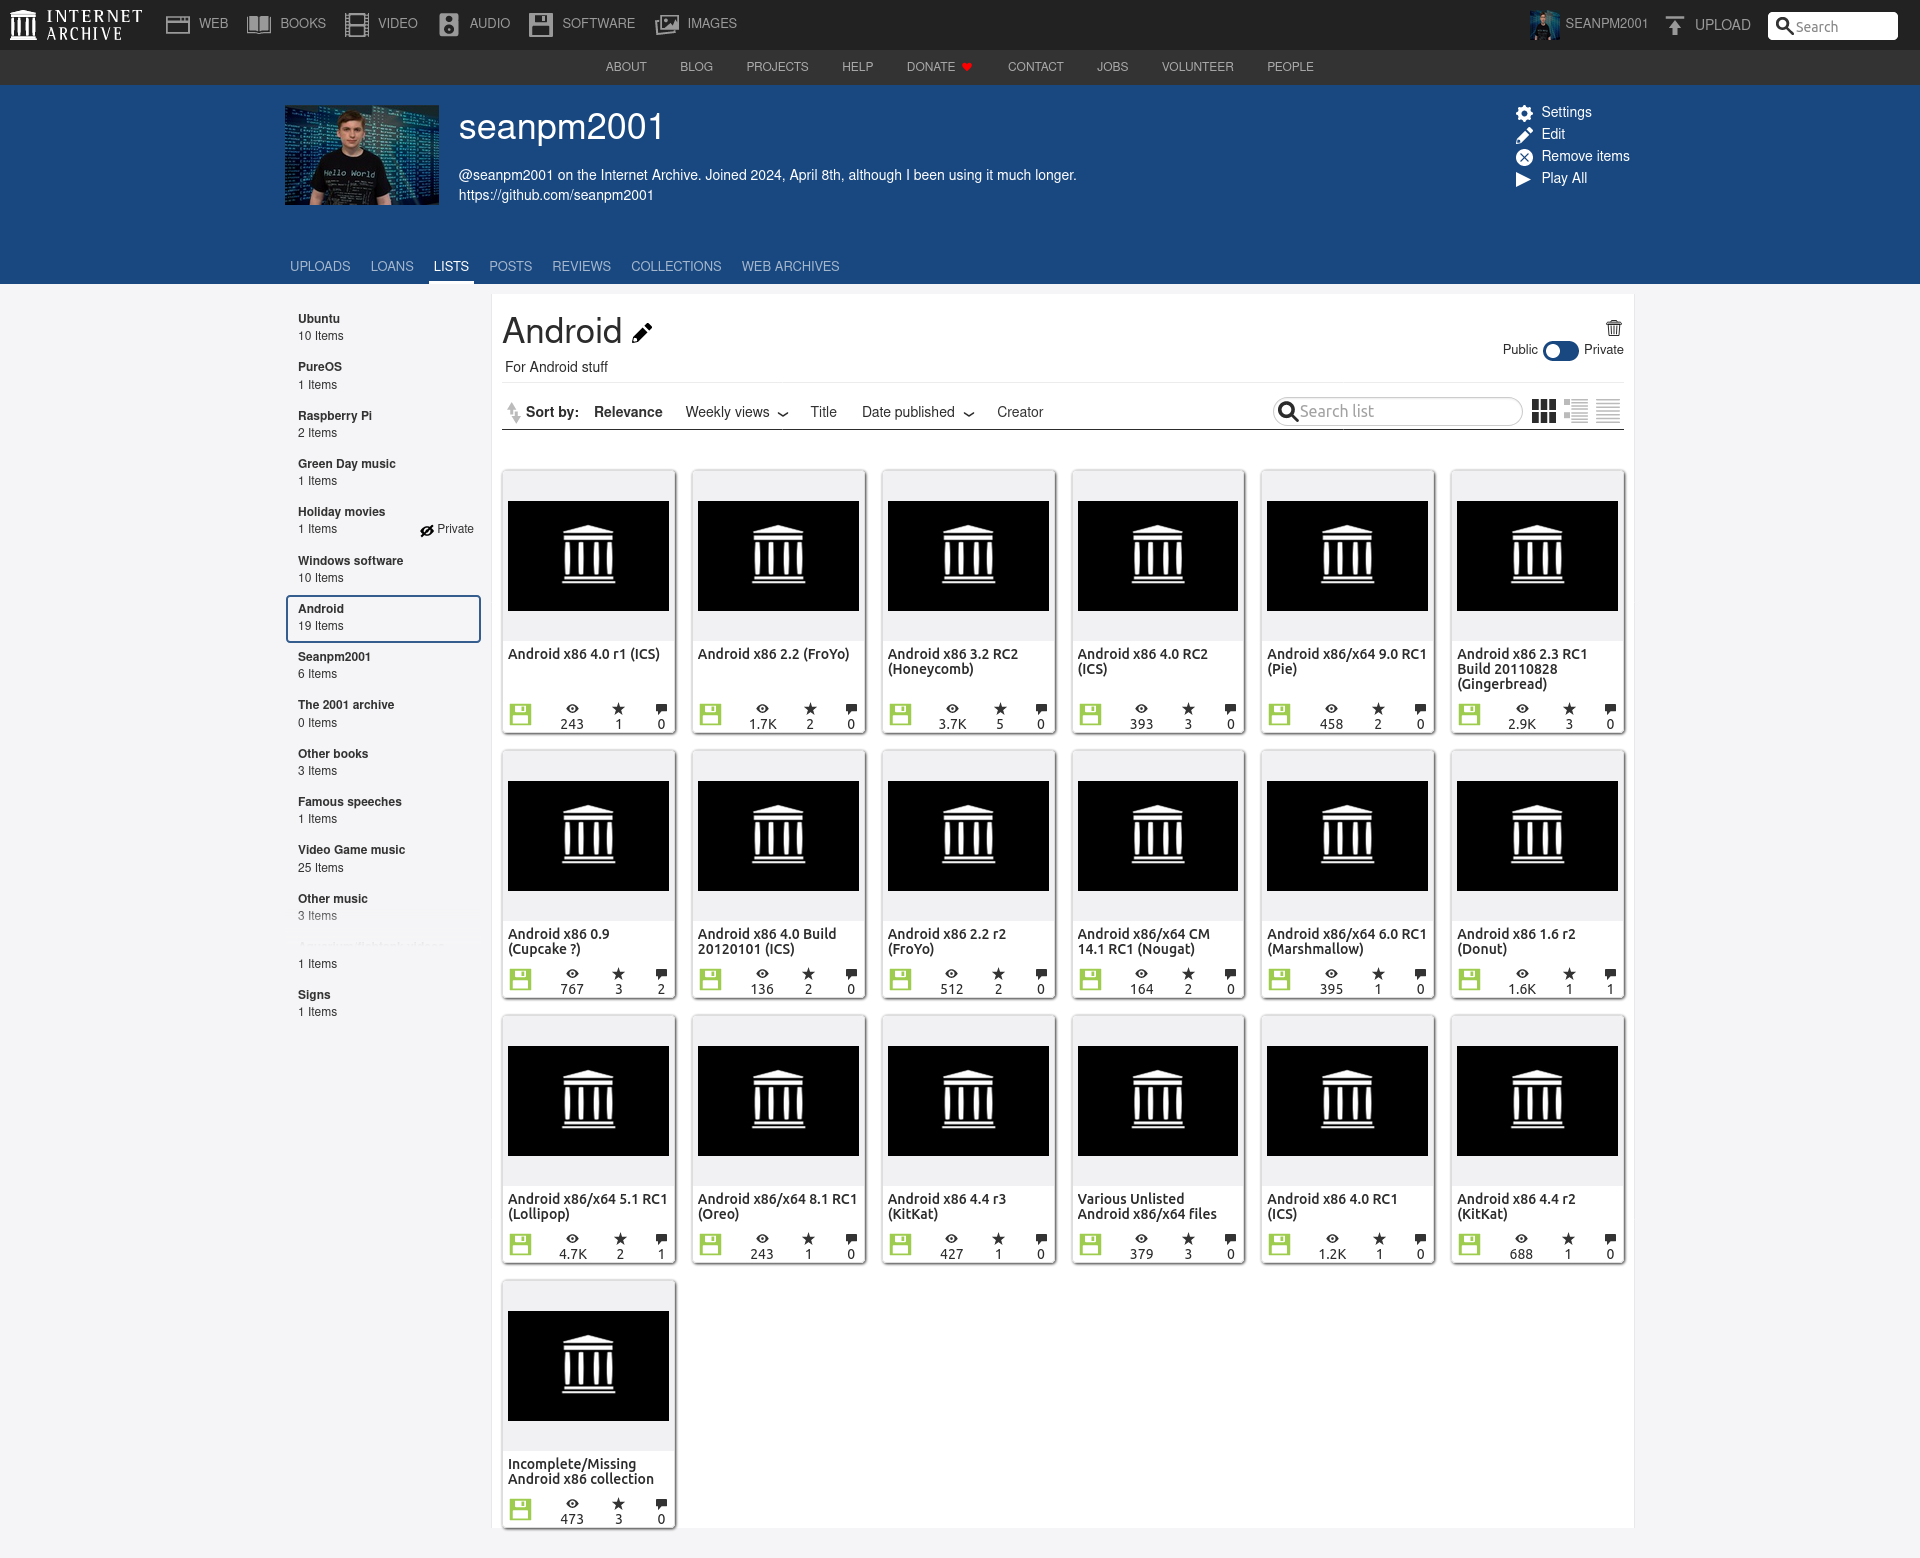 INTERNET ARCHIVE
WEB BOOKS VIDEO AUDIO SOFTWARE IMAGES
SEANPM2001 UPLOAD Search
ABOUT BLOG PROJECTS HELP DONATE CONTACT JOBS VOLUNTEER PEOPLE
Hello World
seanpm2001
@seanpm2001 on the Internet Archive. Joined 2024, April 8th, although I been using it much longer.
https://github.com/seanpm2001
Settings
Edit
Remove items
Play All
UPLOADS LOANS LISTS POSTS REVIEWS COLLECTIONS WEB ARCHIVES
Ubuntu
10 Items
PureOS
1 Items
Raspberry Pi
2 Items
Green Day music
1 Items
Holiday movies
1 Items Private
Windows software
10 Items
Android
19 Items
Seanpm2001
6 Items
The 2001 archive
0 Items
Other books
3 Items
Famous speeches
1 Items
Video Game music
25 Items
Other music
3 Items
1 Items
Signs
1 Items
Android
For Android stuff
Public Private
Sort by: Relevance Weekly views Title Date published Creator
Search list
Android x86 4.0 r1 (ICS)
243 1 0
Android x86 2.2 (FroYo)
1.7K 2 0
Android x86 3.2 RC2
(Honeycomb)
3.7K 5 0
Android x86 4.0 RC2
(ICS)
393 3 0
Android x86/x64 9.0 RC1
(Pie)
458 2 0
Android x86 2.3 RC1
Build 20110828
(Gingerbread)
2.9K 3 0
Android x86 0.9
(Cupcake ?)
767 3 2
Android x86 4.0 Build
20120101 (ICS)
136 2 0
Android x86 2.2 r2
(FroYo)
512 2 0
Android x86/x64 CM
14.1 RC1 (Nougat)
164 2 0
Android x86/x64 6.0 RC1
(Marshmallow)
395 1 0
Android x86 1.6 r2
(Donut)
1.6K 1 1
Android x86/x64 5.1 RC1
(Lollipop)
4.7K 2 1
Android x86/x64 8.1 RC1
(Oreo)
243 1 0
Android x86 4.4 r3
(KitKat)
427 1 0
Various Unlisted
Android x86/x64 files
379 3 0
Android x86 4.0 RC1
(ICS)
1.2K 1 0
Android x86 4.4 r2
(KitKat)
688 1 0
Incomplete/Missing
Android x86 collection
473 3 0